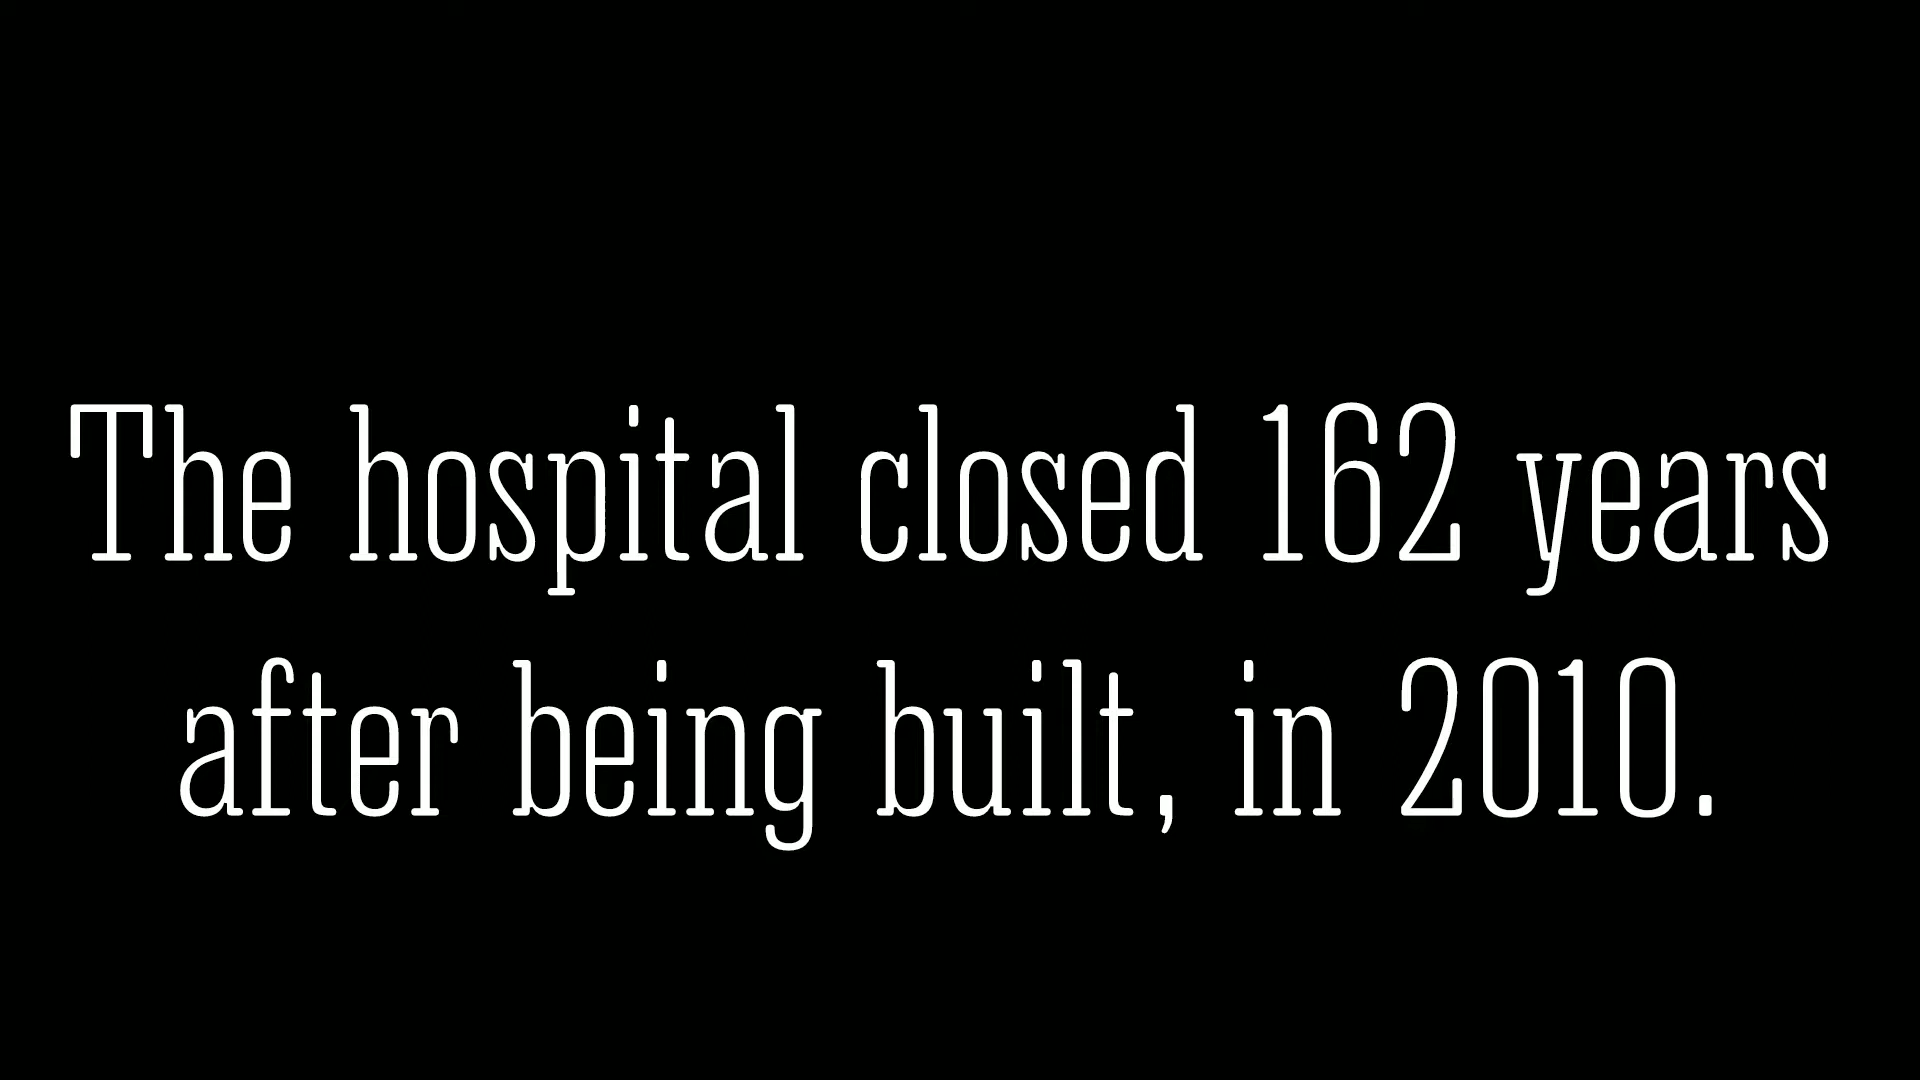 The hospital closed 162 years
after being built, in 2010.